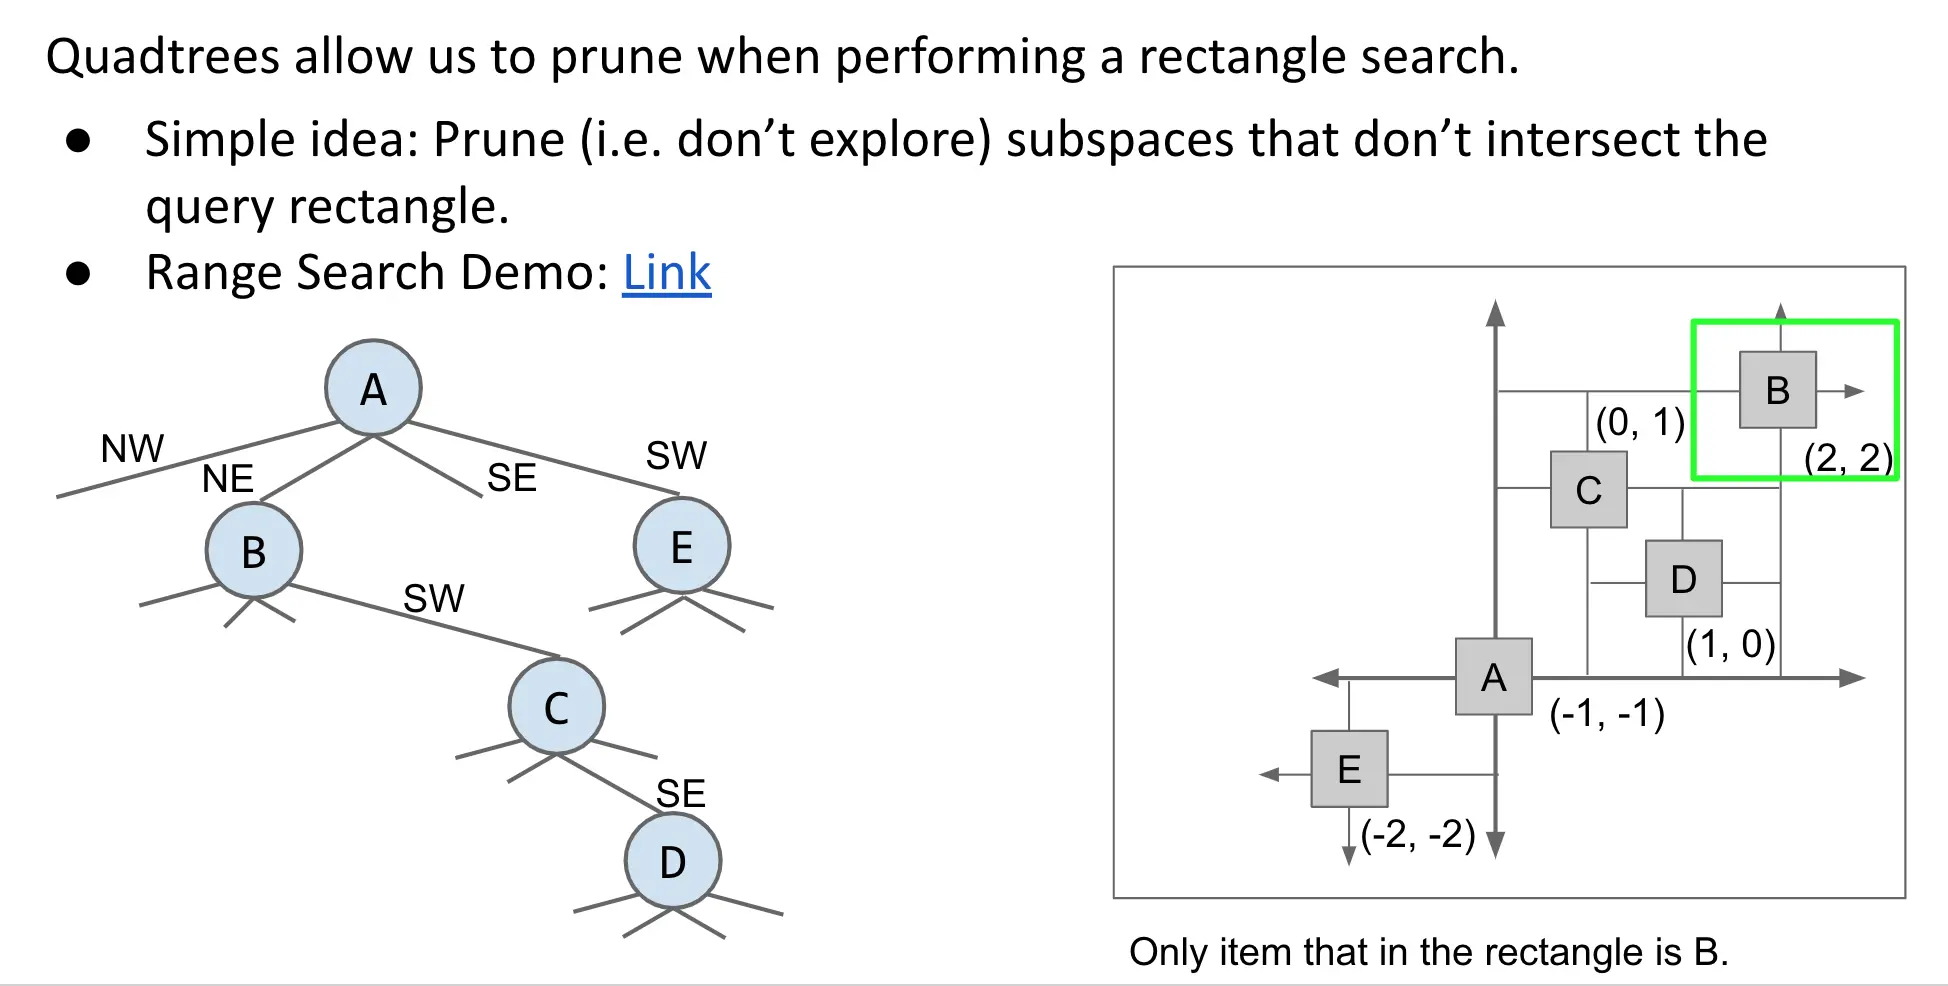 Quadtrees allow us to prune when performing a rectangle search.
● Simple idea: Prune (i.e. don’t explore) subspaces that don’t intersect the
query rectangle.
● Range Search Demo: Link
A
NW
NE
SE
SW
B
E
SW
C
SE
D
B
(0, 1)
(2, 2)
C
D
(1, 0)
A
(-1, -1)
E
(-2, -2)
Only item that in the rectangle is B.